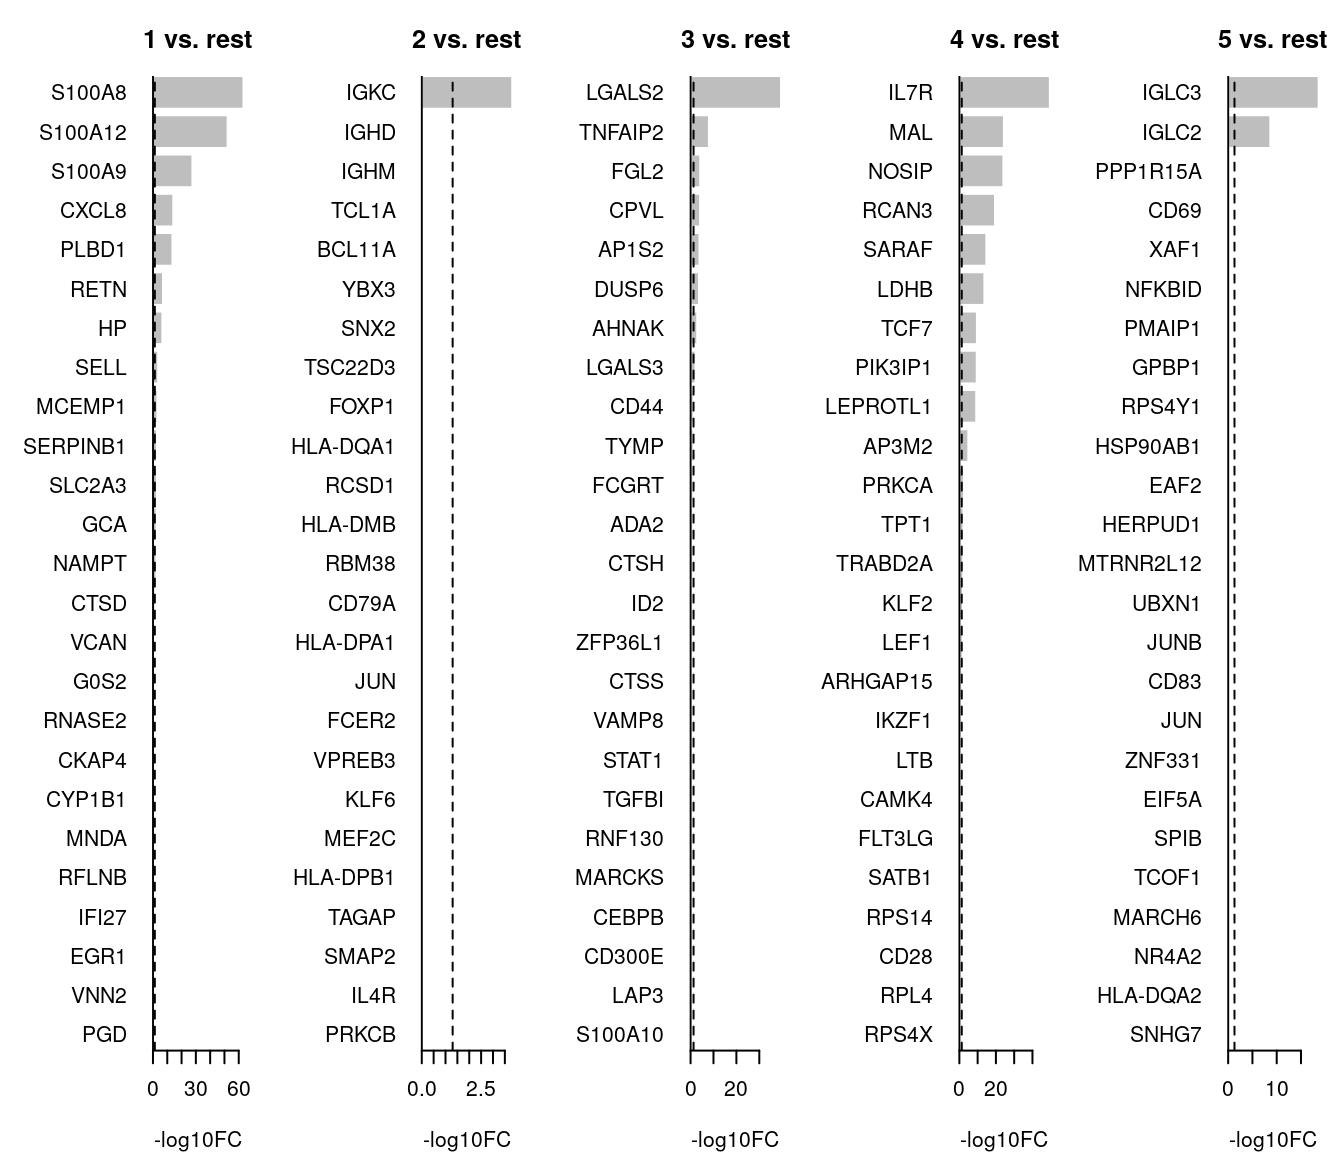 1 vs. rest 2 vs. rest 3 vs. rest 4 vs. rest 5 vs. rest
S100A8 IGKC LGALS2 IL7R IGLC3
S100A12 IGHD TNFAIP2 MAL IGLC2
S100A9 IGHM FGL2 NOSIP PPP1R15A
CXCL8 TCL1A CPVL RCAN3 CD69
PLBD1 BCL11A AP1S2 SARAF XAF1
RETN YBX3 DUSP6 LDHB NFKBID
HP SNX2 AHNAK TCF7 PMAIP1
SELL TSC22D3 LGALS3 PIK3IP1 GPBP1
MCEMP1 FOXP1 CD44 LEPROTL1 RPS4Y1
SERPINB1 HLA-DQA1 TYMP AP3M2 HSP90AB1
SLC2A3 RCSD1 FCGRT PRKCA EAF2
GCA HLA-DMB ADA2 TPT1 HERPUD1
NAMPT RBM38 CTSH TRABD2A MTRNR2L12
CTSD CD79A ID2 KLF2 UBXN1
VCAN HLA-DPA1 ZFP36L1 LEF1 JUNB
G0S2 JUN CTSS ARHGAP15 CD83
RNASE2 FCER2 VAMP8 IKZF1 JUN
CKAP4 VPREB3 STAT1 LTB ZNF331
CYP1B1 KLF6 TGFBI CAMK4 EIF5A
MNDA MEF2C RNF130 FLT3LG SPIB
RFLNB HLA-DPB1 MARCKS SATB1 TCOF1
IFI27 TAGAP CEBPB RPS14 MARCH6
EGR1 SMAP2 CD300E CD28 NR4A2
VNN2 IL4R LAP3 RPL4 HLA-DQA2
PGD PRKCB S100A10 RPS4X SNHG7
0 30 60 0.0 2.5 0 20 0 20 0 10
-log10FC -log10FC -log10FC -log10FC -log10FC